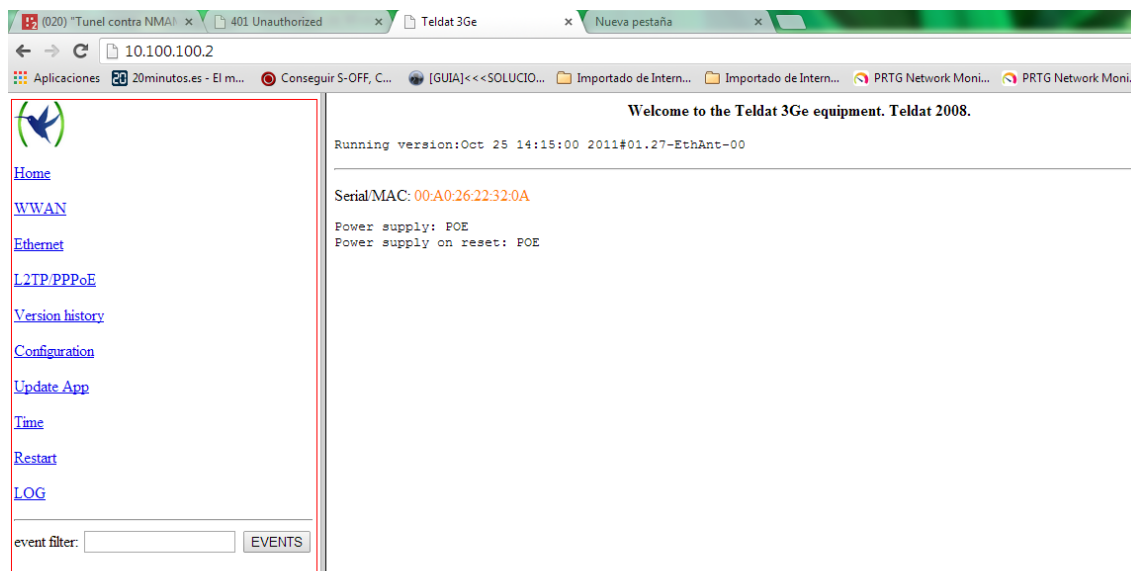 (020) "Tunel contra NMAN
401 Unauthorized
Teldat 3Ge
Nueva pestaña
10.100.100.2
Aplicaciones
20minutos.es - El m...
Conseguir S-OFF, C...
[GUIA]<<<SOLUCIO...
Importado de Intern...
Importado de Intern...
PRTG Network Moni...
PRTG Network Moni.
Home
WWAN
Ethernet
L2TP/PPPoE
Version history
Configuration
Update App
Time
Restart
LOG
event filter:
EVENTS
Welcome to the Teldat 3Ge equipment. Teldat 2008.
Running version:Oct 25 14:15:00 2011#01.27-EthAnt-00
Serial/MAC: 00:A0:26:22:32:0A
Power supply: POE
Power supply on reset: POE